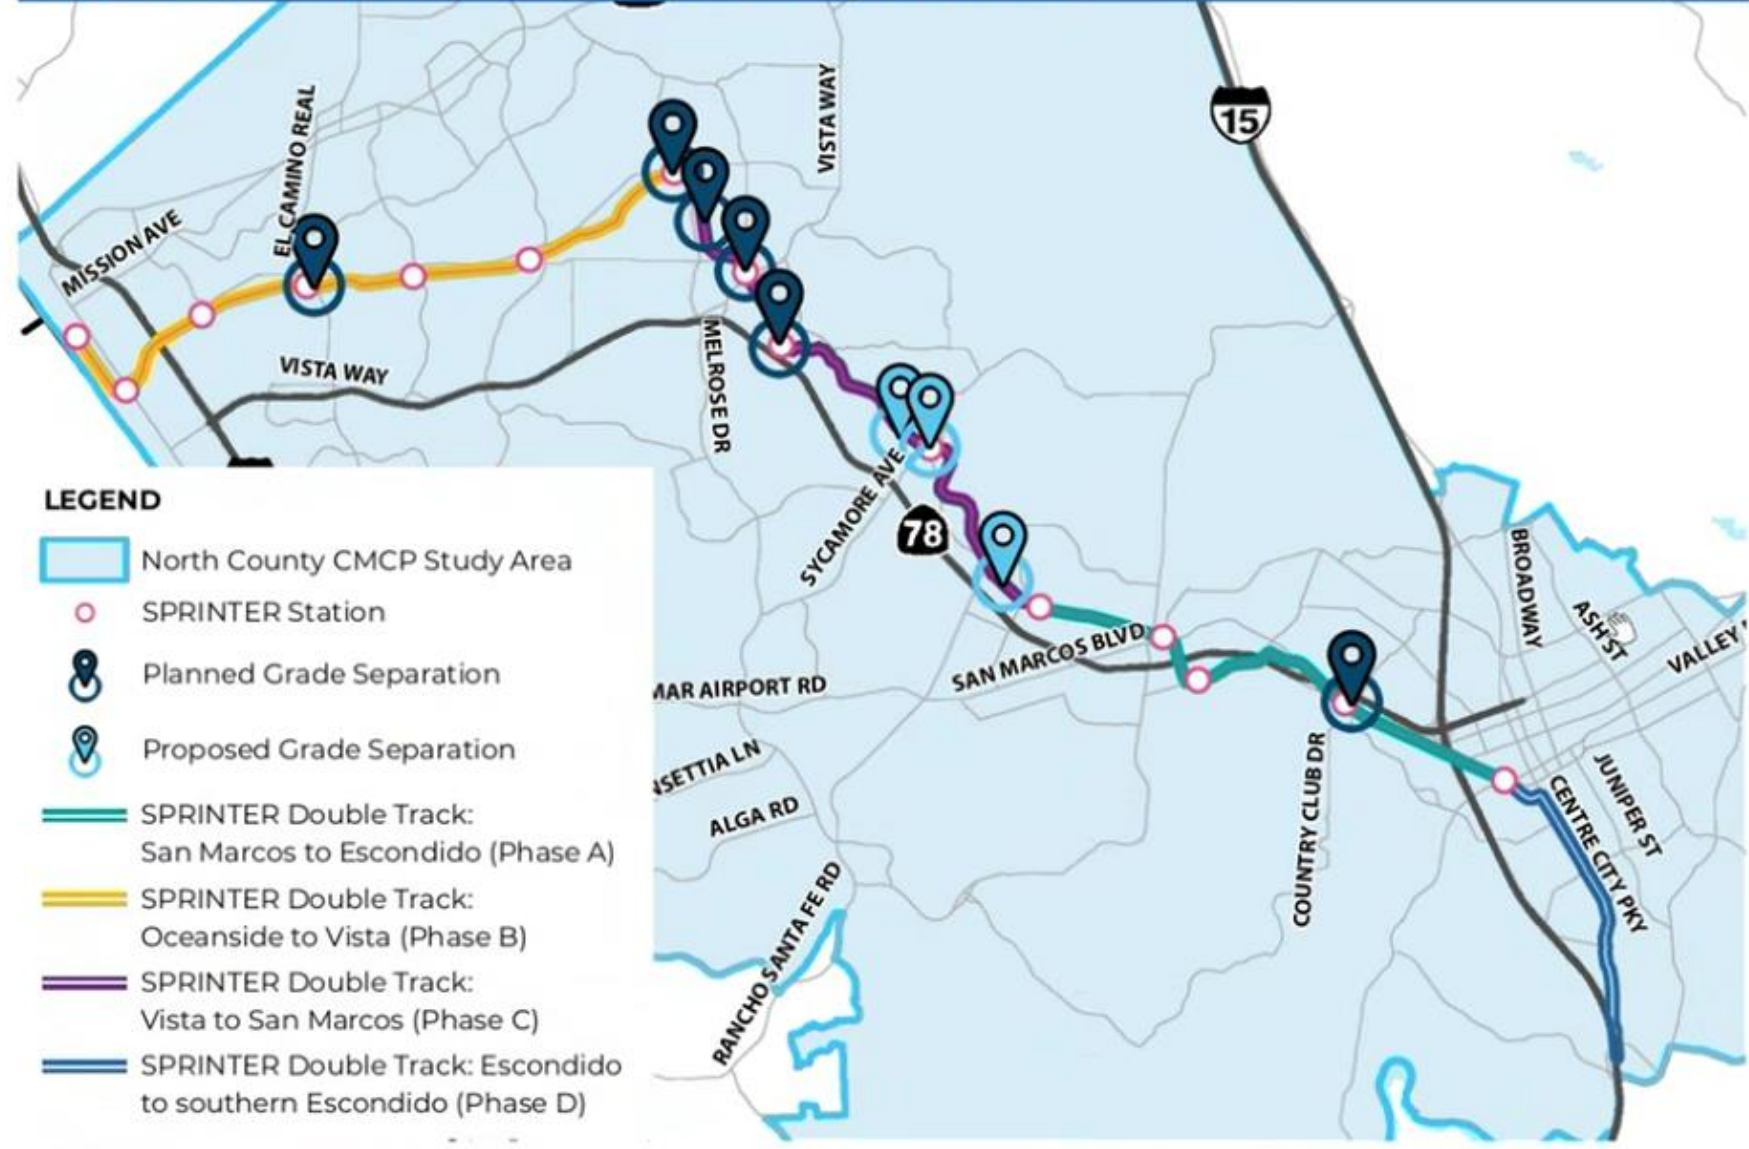 EL CAMINO REAL
VISTA WAY
15
MISSION AVE
VISTA WAY
MELROSE DR
SYCAMORE AVE
78
SAN MARCOS BLVD
BROADWAY
ASH ST
VALLEY
MAR AIRPORT RD
NSETTIA LN
ALGA RD
COUNTRY CLUB DR
CENTRE CITY PKY
JUNIPER ST
RANCHO SANTA FE RD
LEGEND
North County CMCP Study Area
SPRINTER Station
Planned Grade Separation
Proposed Grade Separation
SPRINTER Double Track:
San Marcos to Escondido (Phase A)
SPRINTER Double Track:
Oceanside to Vista (Phase B)
SPRINTER Double Track:
Vista to San Marcos (Phase C)
SPRINTER Double Track: Escondido
to southern Escondido (Phase D)